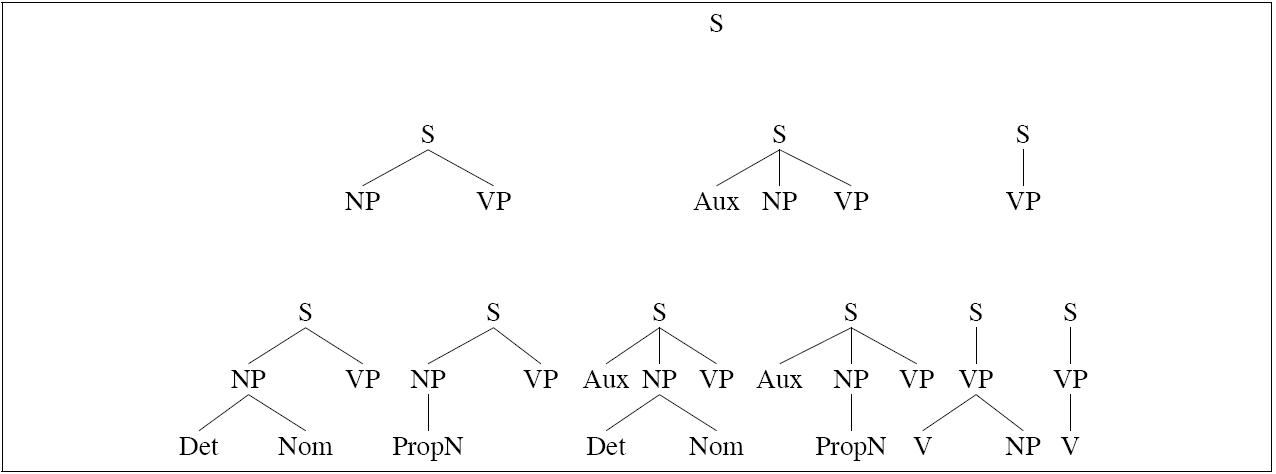 S
S S S
NP VP Aux NP VP VP
S S S S S S
NP VP NP VP Aux NP VP Aux NP VP VP VP
Det Nom PropN Det Nom PropN V NP V